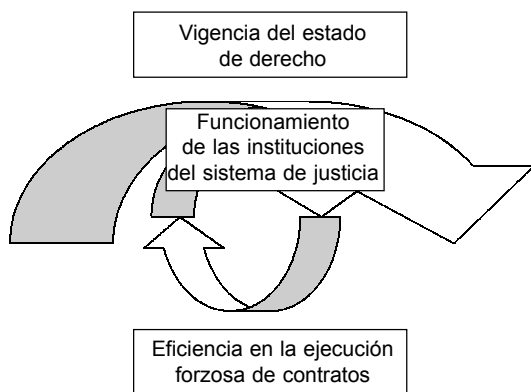 Vigencia del estado
de derecho
Funcionamiento
de las instituciones
del sistema de justicia
Eficiencia en la ejecución
forzosa de contratos